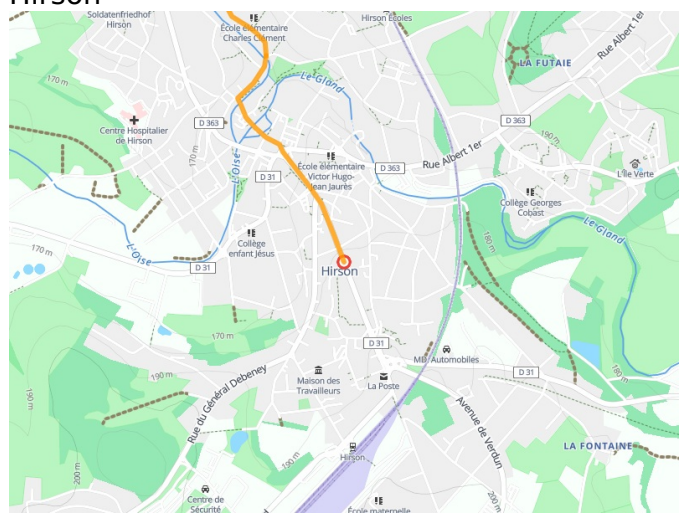 Hirson
Soldatenfriedhof
Hirson
École élémentaire
Charles Clément
Hirson Écoles
Rue Albert 1er
LA FUTAIE
170 m
Le Gland
D 363
Centre Hospitalier
de Hirson
D 363
190 m
L'Oise
École élémentaire
Victor Hugo-
Jean Jaurès
D 363
Rue Albert 1er
L'Île Verte
D 31
Collège Georges
Cobast
Le Gland
Collège
enfant Jésus
180 m
170 m
L'Oise
D 31
Hirson
170 m
D 31
MB Automobiles
190 m
Maison des
Travailleurs
La Poste
D 31
190 m
Rue du Général Debeney
Avenue de Verdun
Hirson
LA FONTAINE
200 m
Centre de
Sécurité
École maternelle
200 m